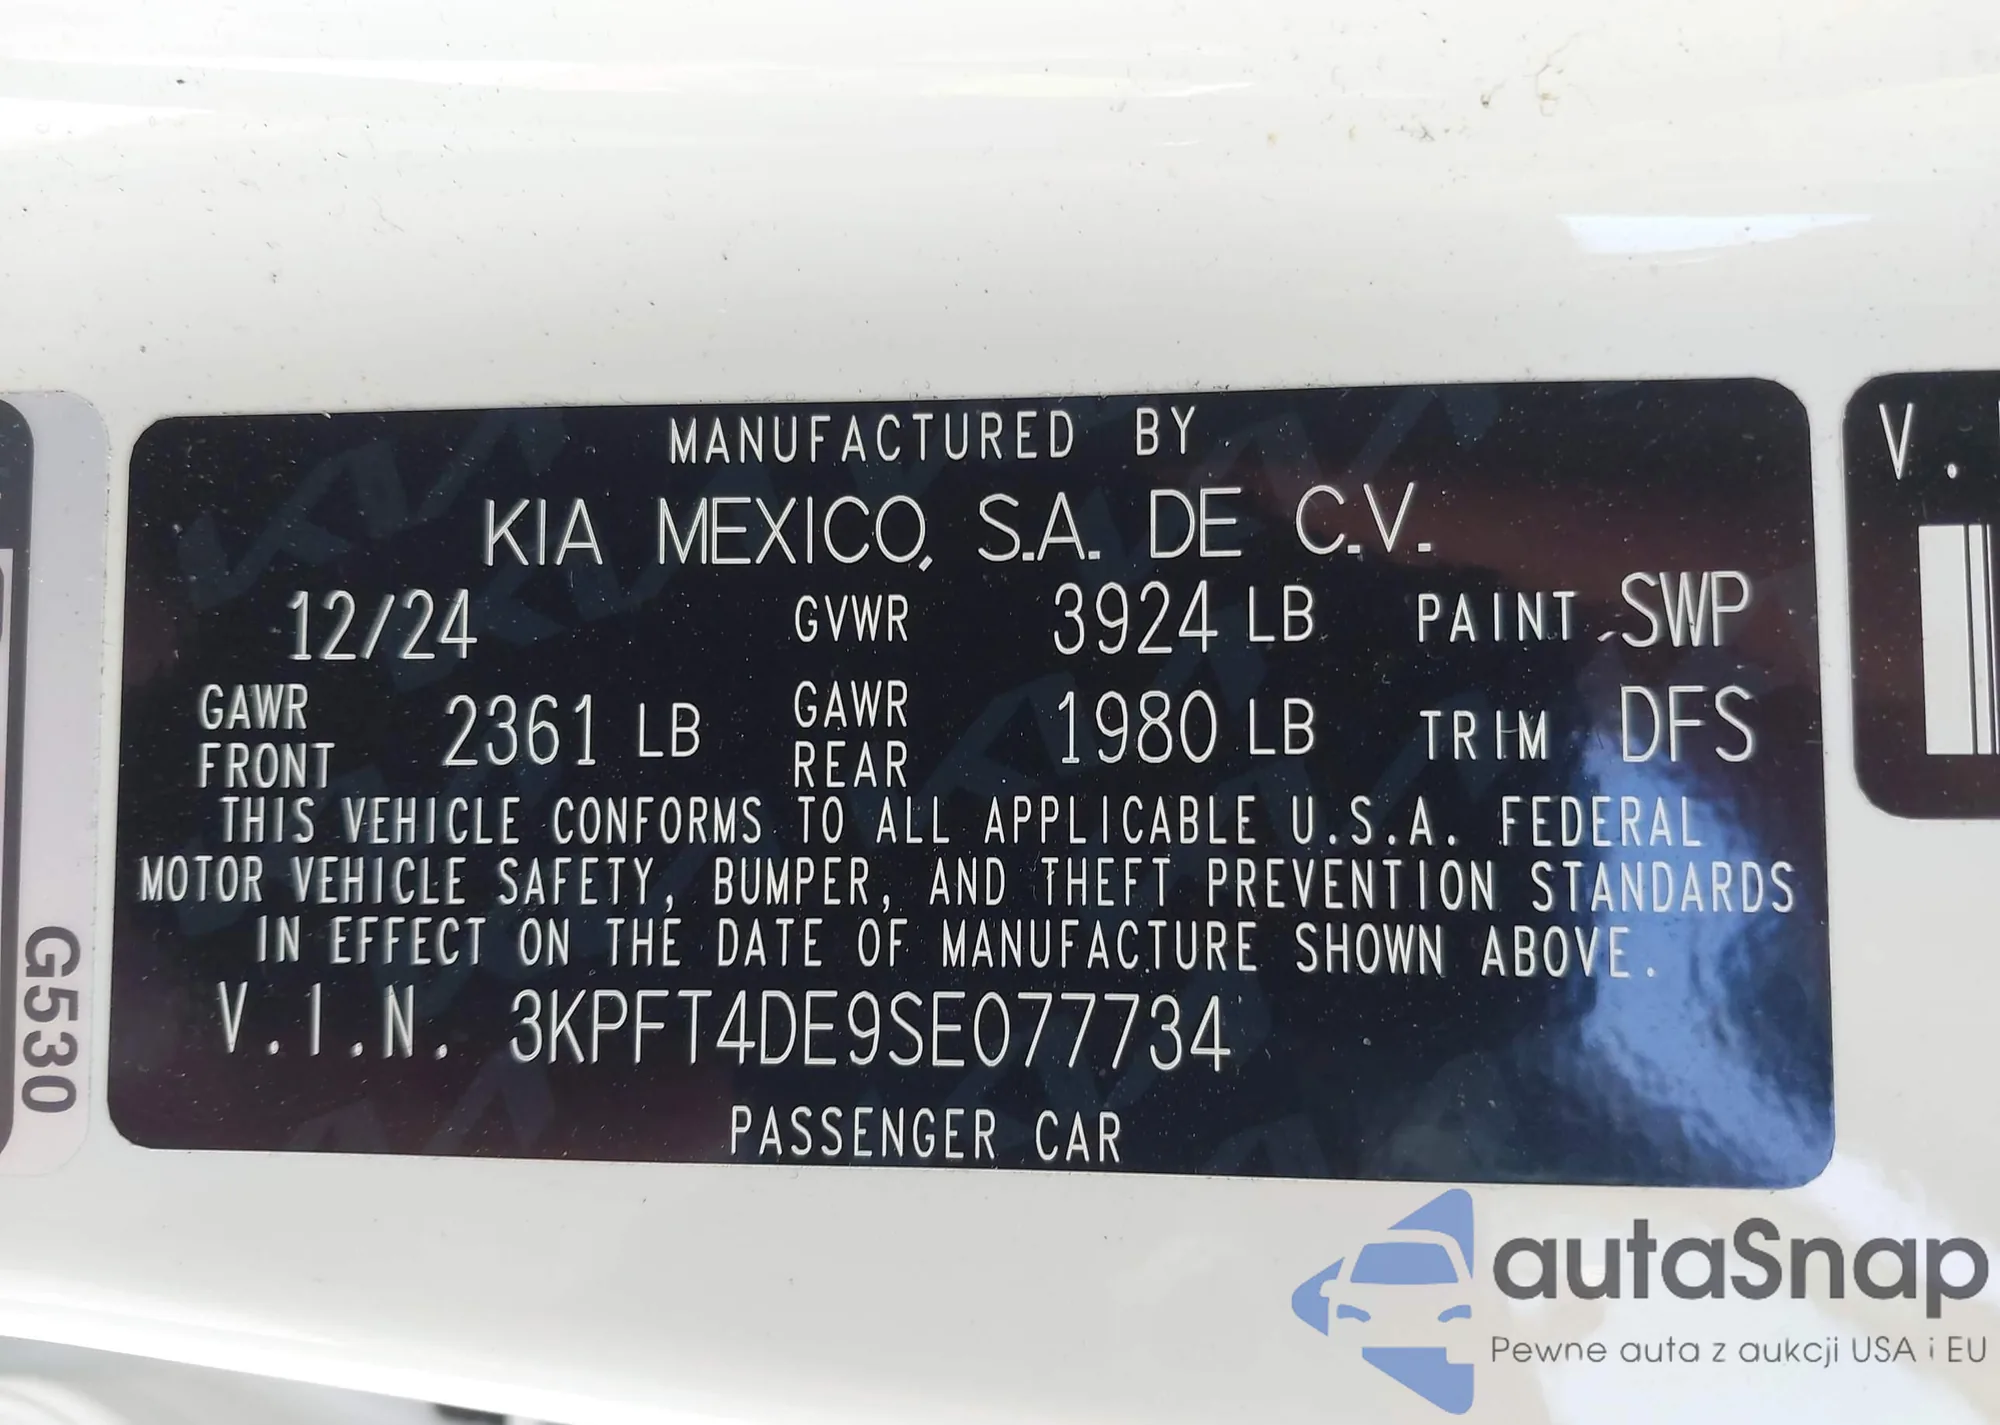 MANUFACTURED BY
KIA MEXICO, S.A. DE C.V.
12/24 GVWR 3924 LB PAINT SWP
GAWR FRONT 2361 LB GAWR REAR 1980 LB TRIM DFS
THIS VEHICLE CONFORMS TO ALL APPLICABLE U.S.A. FEDERAL
MOTOR VEHICLE SAFETY, BUMPER, AND THEFT PREVENTION STANDARDS
IN EFFECT ON THE DATE OF MANUFACTURE SHOWN ABOVE.
V.I.N. 3KPFT4DE9SE077734
PASSENGER CAR
G530
V.
autaSnap
Pewne auta z aukcji USA i EU